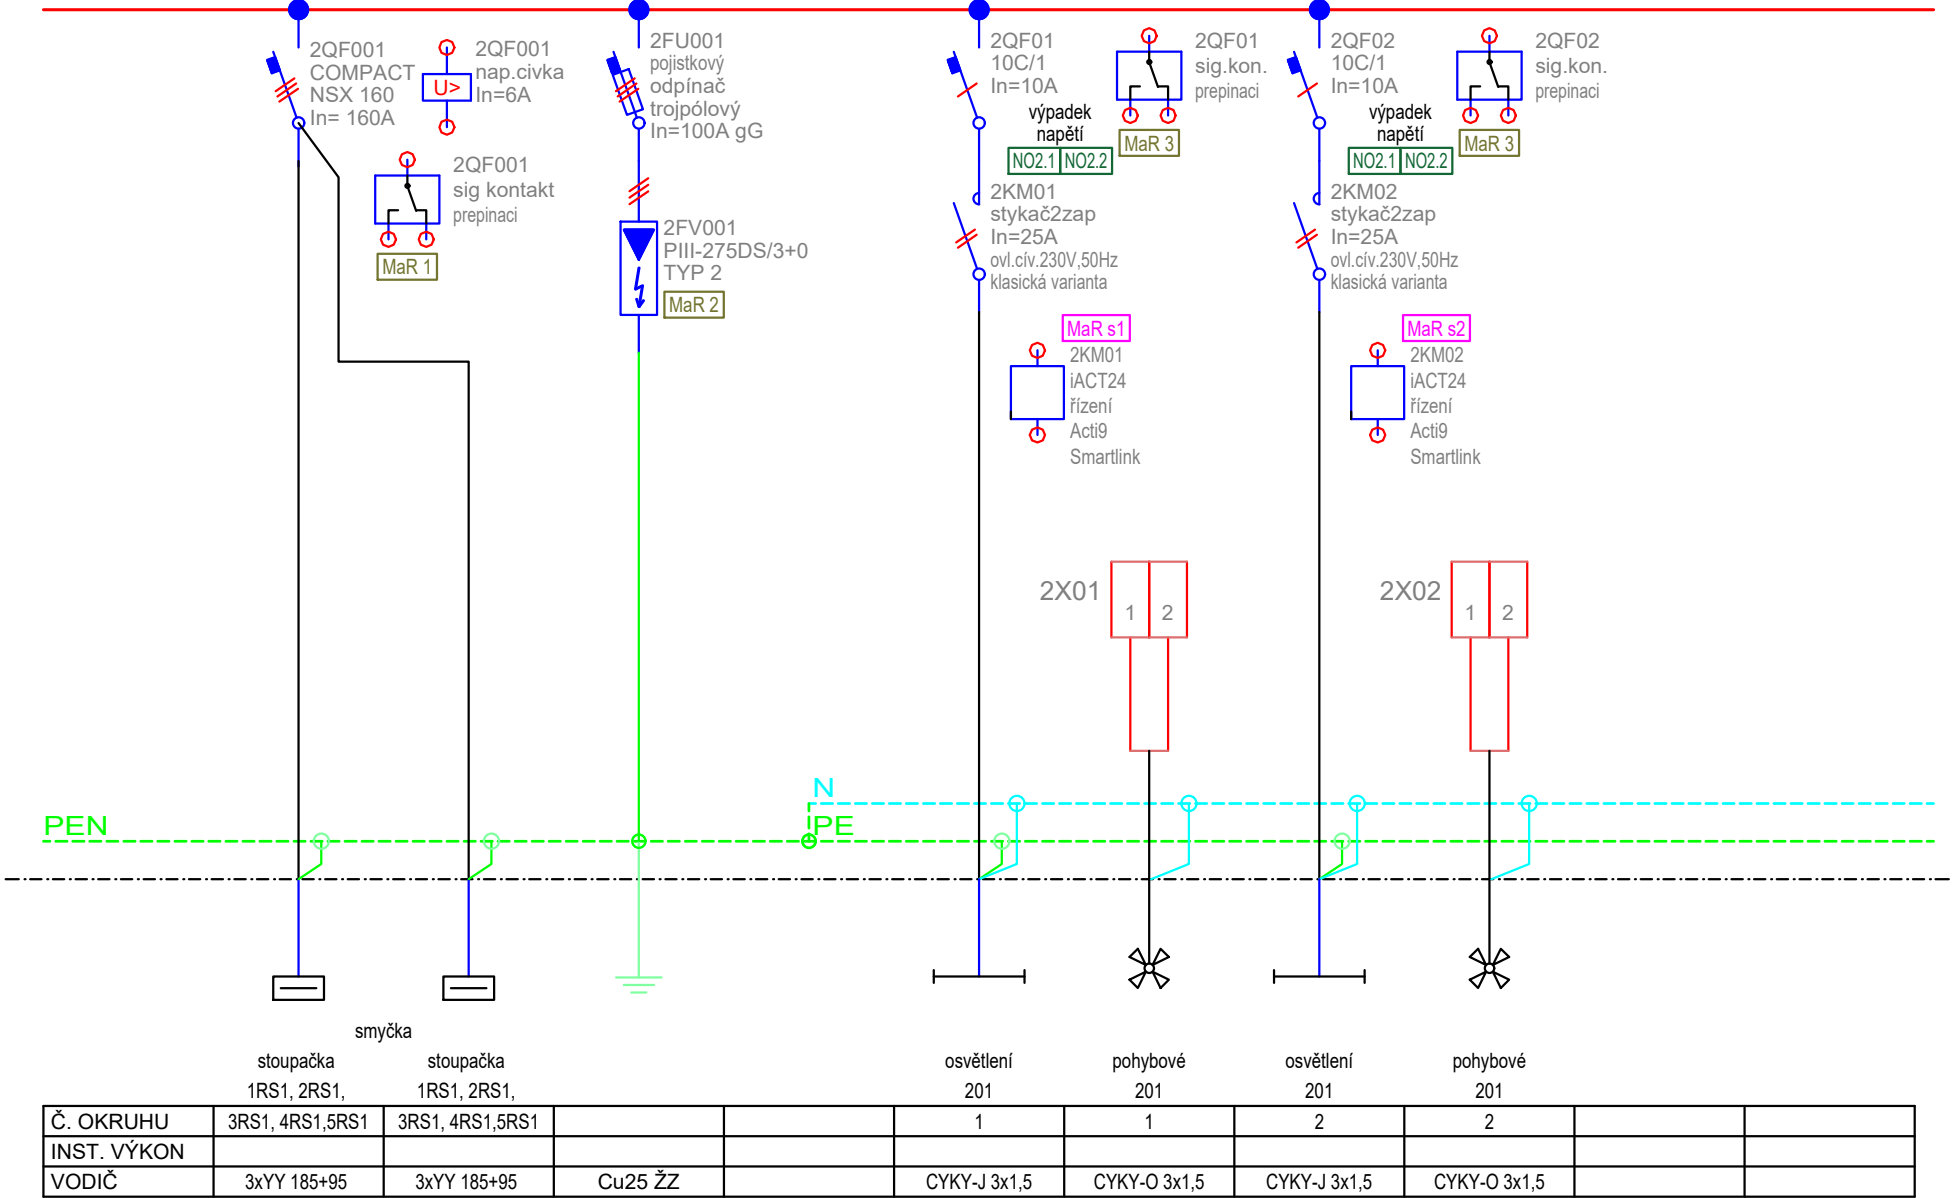 2QF001
COMPACT
NSX 160
In= 160A
2QF001
nap.civka
In=6A
U>
2QF001
sig kontakt
prepinaci
MaR 1
2FU001
pojistkový
odpínač
trojpólový
In=100A gG
2FV001
PIII-275DS/3+0
TYP 2
MaR 2
2QF01
10C/1
In=10A
výpadek
napětí
NO2.1 NO2.2
2QF01
sig.kon.
prepinaci
MaR 3
2KM01
stykač2zap
In=25A
ovl.cív.230V,50Hz
klasická varianta
MaR s1
2KM01
iACT24
řízení
Acti9
Smartlink
2QF02
10C/1
In=10A
výpadek
napětí
NO2.1 NO2.2
2QF02
sig.kon.
prepinaci
MaR 3
2KM02
stykač2zap
In=25A
ovl.cív.230V,50Hz
klasická varianta
MaR s2
2KM02
iACT24
řízení
Acti9
Smartlink
2X01
1 2
2X02
1 2
N
PEN
PE
smyčka
stoupačka stoupačka osvětlení pohybové osvětlení pohybové
1RS1, 2RS1, 1RS1, 2RS1, 201 201 201 201
Č. OKRUHU 3RS1, 4RS1,5RS1 3RS1, 4RS1,5RS1 1 1 2 2
INST. VÝKON
VODIČ 3xYY 185+95 3xYY 185+95 Cu25 ŽZ CYKY-J 3x1,5 CYKY-O 3x1,5 CYKY-J 3x1,5 CYKY-O 3x1,5